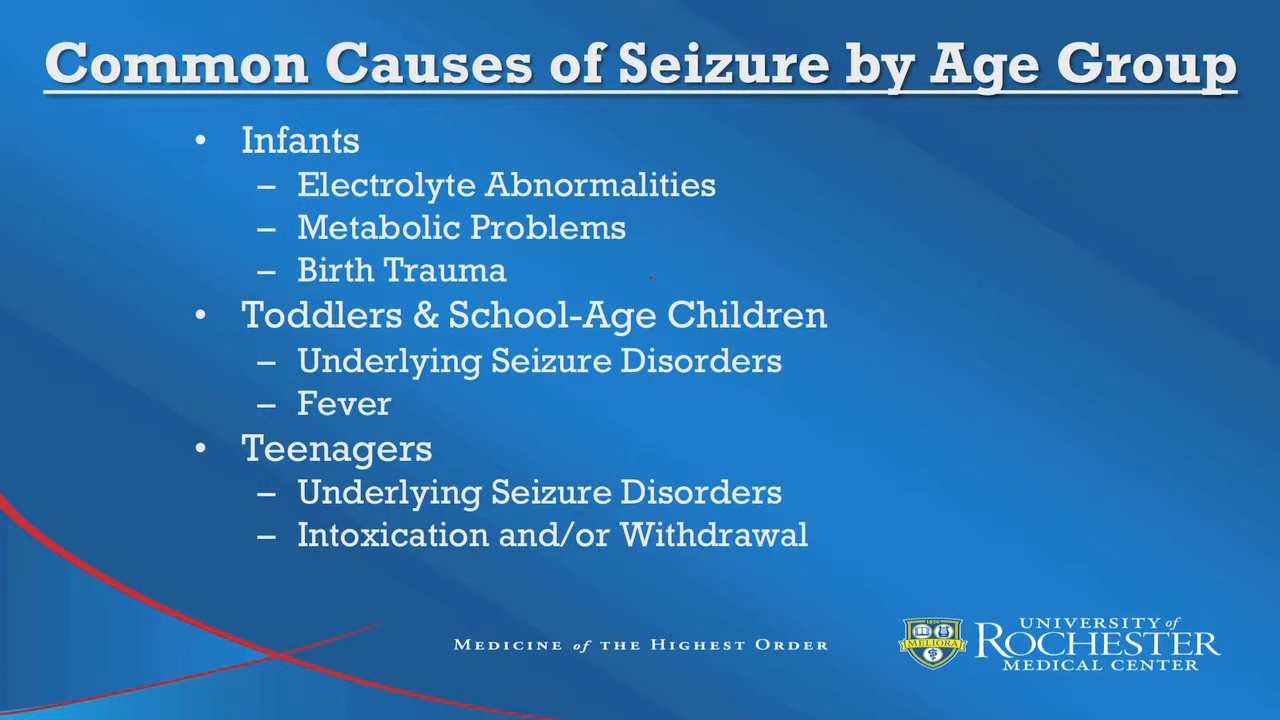 Common Causes of Seizure by Age Group
• Infants
– Electrolyte Abnormalities
– Metabolic Problems
– Birth Trauma
• Toddlers & School-Age Children
– Underlying Seizure Disorders
– Fever
• Teenagers
– Underlying Seizure Disorders
– Intoxication and/or Withdrawal
MEDICINE of THE HIGHEST ORDER
1850
MELIORA
UNIVERSITY of
ROCHESTER
MEDICAL CENTER